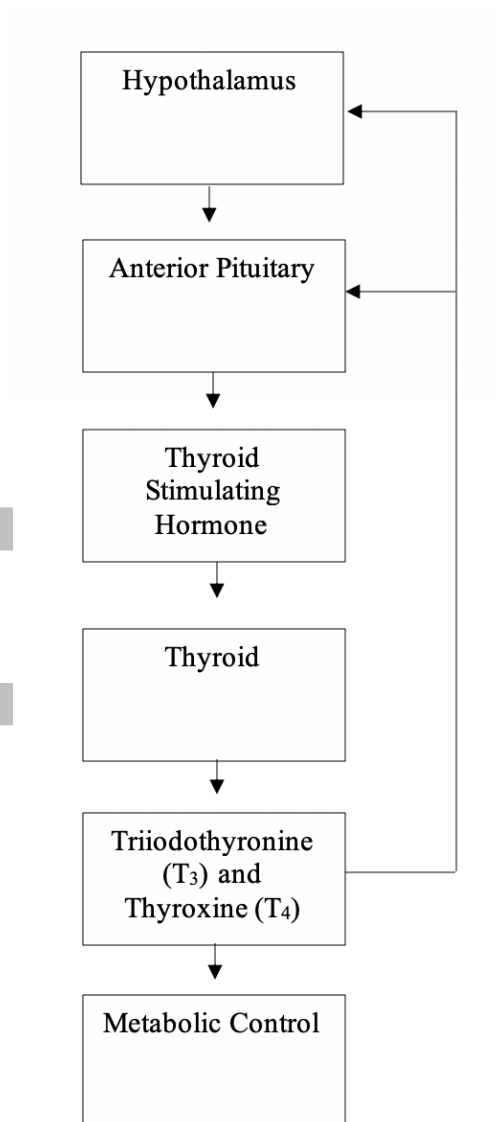 Hypothalamus
Anterior Pituitary
Thyroid
Stimulating
Hormone
Thyroid
Triiodothyronine
(T₃) and
Thyroxine (T₄)
Metabolic Control